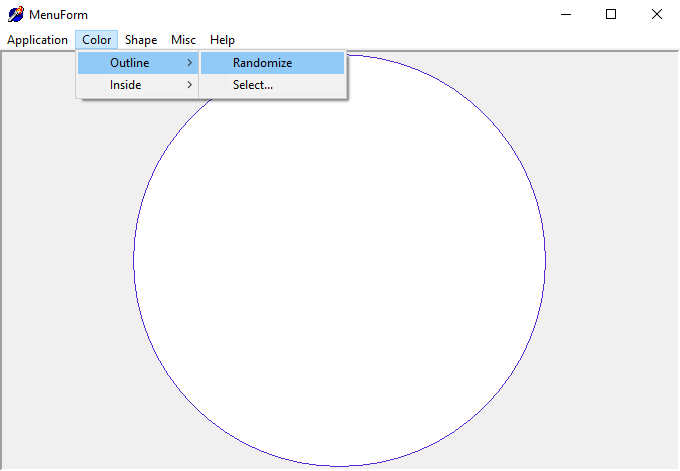 MenuForm
Application Color Shape Misc Help
Outline Randomize
Inside Select...